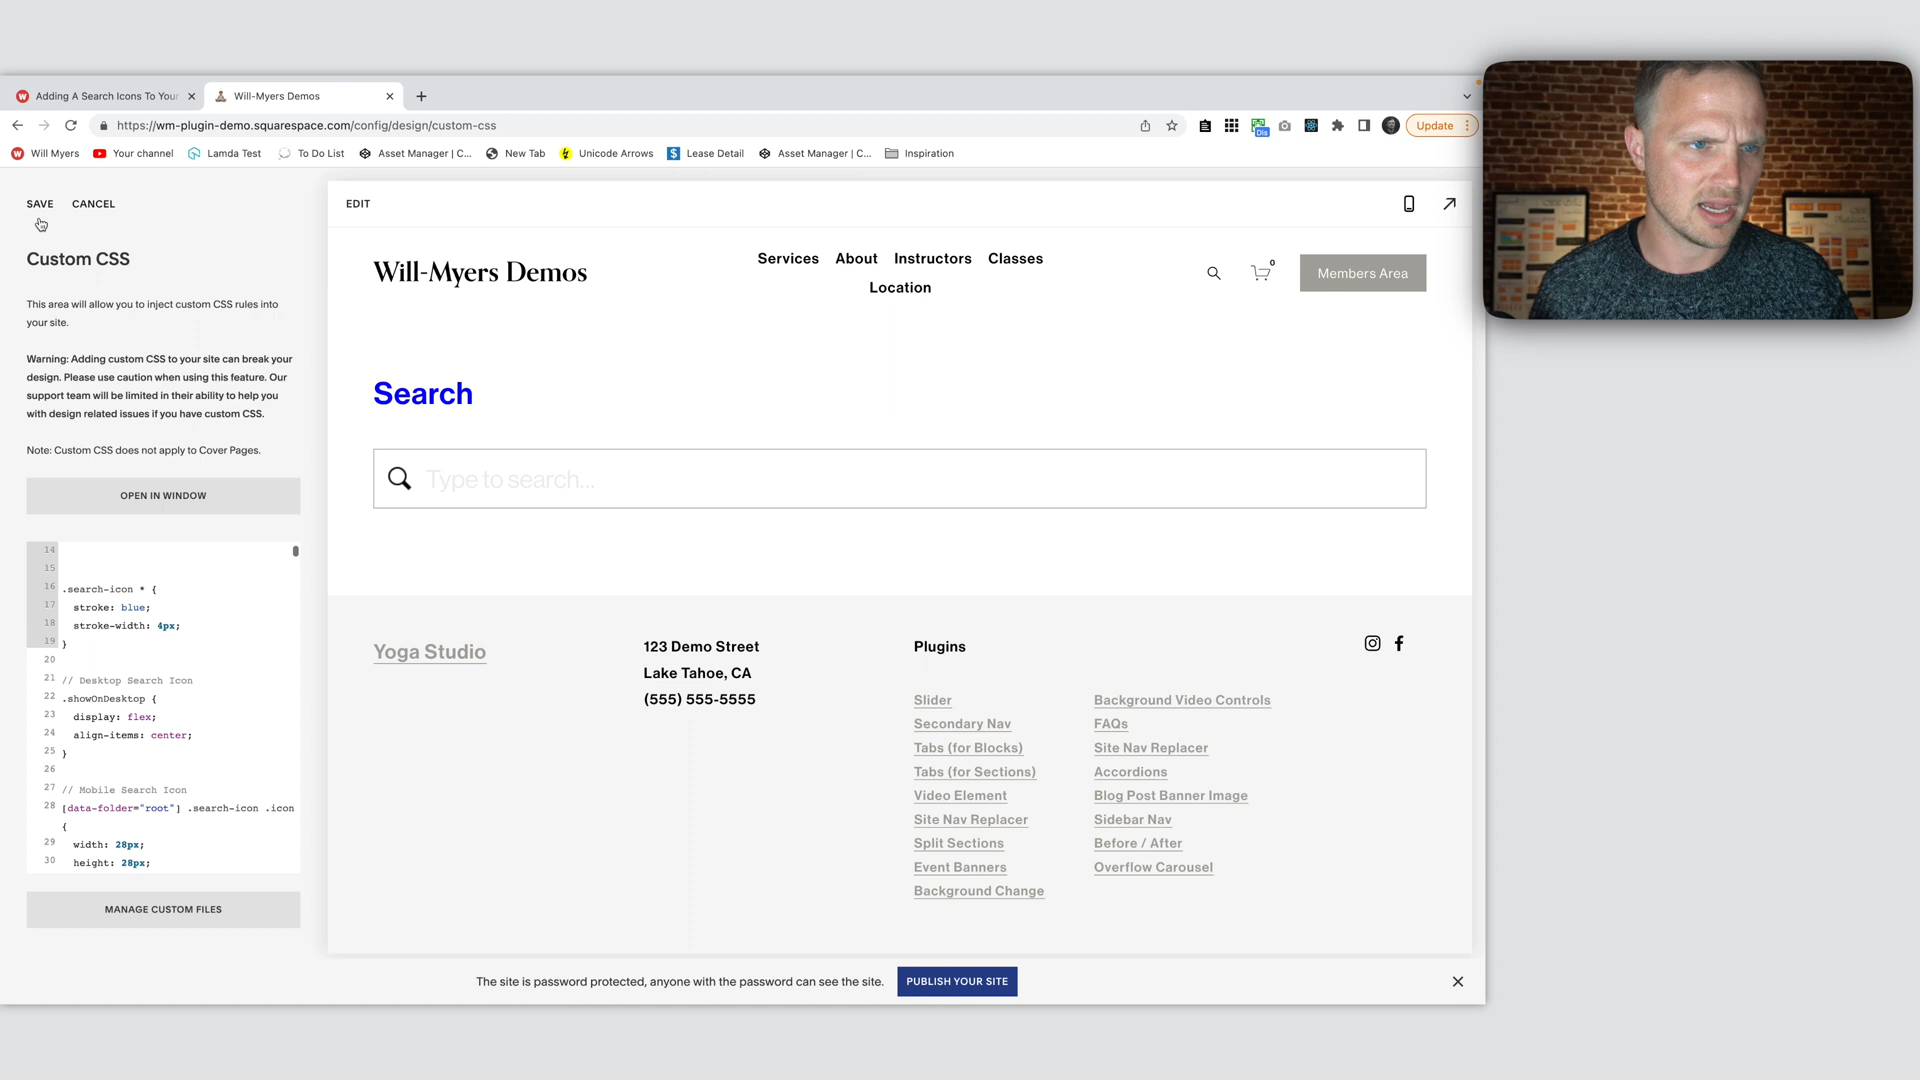 Adding A Search Icons To Your
Will-Myers Demos
https://wm-plugin-demo.squarespace.com/config/design/custom-css
Dis
Update
Will Myers
Your channel
Lamda Test
To Do List
Asset Manager | C...
New Tab
Unicode Arrows
Lease Detail
Asset Manager | C...
Inspiration
SAVE
CANCEL
Custom CSS
This area will allow you to inject custom CSS rules into
your site.
Warning: Adding custom CSS to your site can break your
design. Please use caution when using this feature. Our
support team will be limited in their ability to help you
with design related issues if you have custom CSS.
Note: Custom CSS does not apply to Cover Pages.
OPEN IN WINDOW
14
15
16 .search-icon * {
17 stroke: blue;
18 stroke-width: 4px;
19 }
20
21 // Desktop Search Icon
22 .showOnDesktop {
23 display: flex;
24 align-items: center;
25 }
26
27 // Mobile Search Icon
28 [data-folder="root"] .search-icon .icon
{
29 width: 28px;
30 height: 28px;
MANAGE CUSTOM FILES
EDIT
Will-Myers Demos
Services
About
Instructors
Classes
Location
0
Members Area
Search
Type to search...
Yoga Studio
123 Demo Street
Lake Tahoe, CA
(555) 555-5555
Plugins
Slider
Secondary Nav
Tabs (for Blocks)
Tabs (for Sections)
Video Element
Site Nav Replacer
Split Sections
Event Banners
Background Change
Background Video Controls
FAQs
Site Nav Replacer
Accordions
Blog Post Banner Image
Sidebar Nav
Before / After
Overflow Carousel
The site is password protected, anyone with the password can see the site.
PUBLISH YOUR SITE